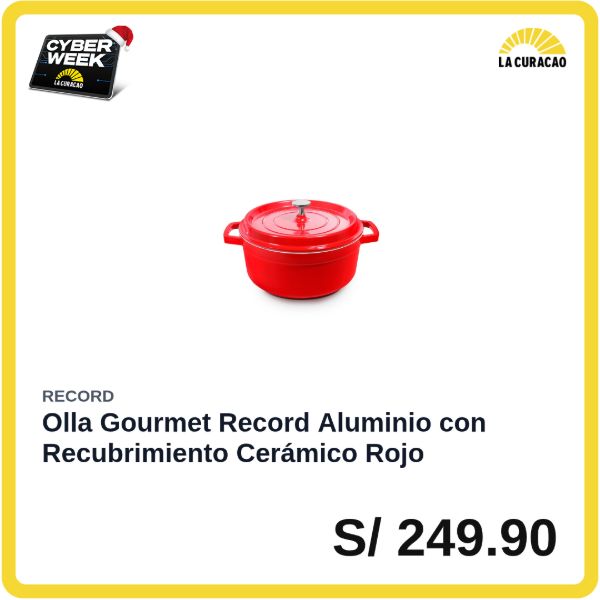 CYBER
WEEK
LA CURACAO
LA CURACAO
RECORD
Olla Gourmet Record Aluminio con
Recubrimiento Cerámico Rojo
S/ 249.90